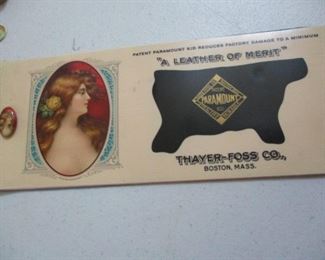 PATENT PARAMOUNT KID REDUCES FACTORY DAMAGE TO A MINIMUM
"A LEATHER OF MERIT"
PARAMOUNT
THAYER-FOSS CO.,
BOSTON, MASS.